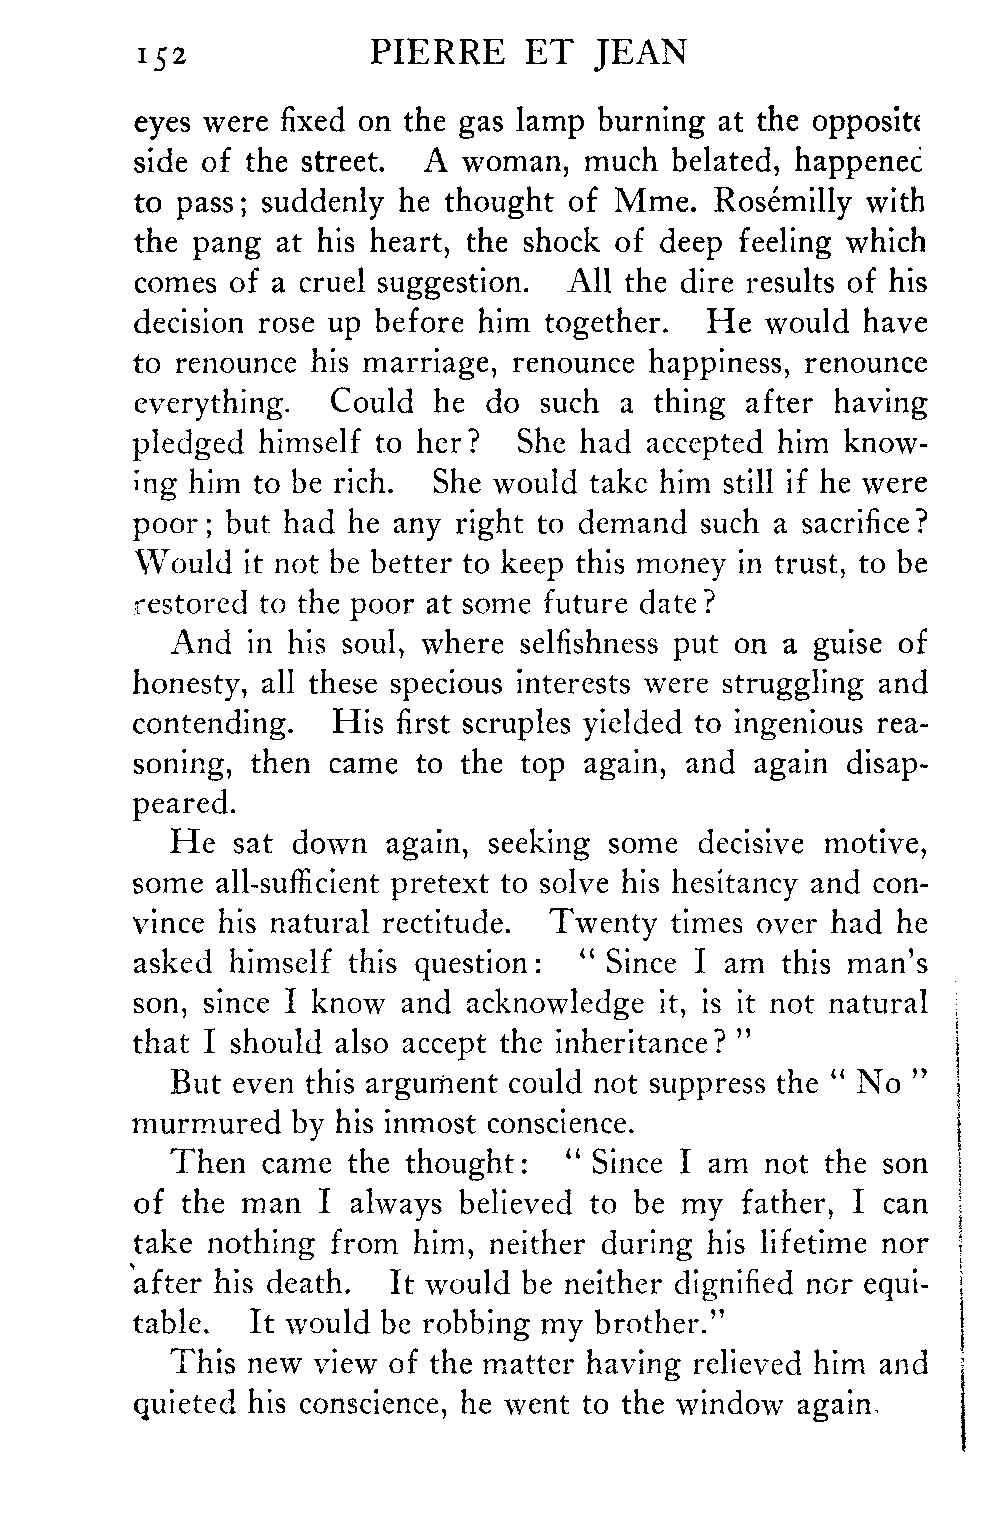 152 PIERRE ET JEAN
eyes were fixed on the gas lamp burning at the opposite
side of the street. A woman, much belated, happened
to pass; suddenly he thought of Mme. Rosémilly with
the pang at his heart, the shock of deep feeling which
comes of a cruel suggestion. All the dire results of his
decision rose up before him together. He would have
to renounce his marriage, renounce happiness, renounce
everything. Could he do such a thing after having
pledged himself to her? She had accepted him know-
ing him to be rich. She would take him still if he were
poor; but had he any right to demand such a sacrifice?
Would it not be better to keep this money in trust, to be
restored to the poor at some future date?
And in his soul, where selfishness put on a guise of
honesty, all these specious interests were struggling and
contending. His first scruples yielded to ingenious rea-
soning, then came to the top again, and again disap-
peared.
He sat down again, seeking some decisive motive,
some all-sufficient pretext to solve his hesitancy and con-
vince his natural rectitude. Twenty times over had he
asked himself this question: “ Since I am this man's
son, since I know and acknowledge it, is it not natural
that I should also accept the inheritance? ”
But even this argument could not suppress the “ No ”
murmured by his inmost conscience.
Then came the thought: “ Since I am not the son
of the man I always believed to be my father, I can
take nothing from him, neither during his lifetime nor
after his death. It would be neither dignified nor equi-
table. It would be robbing my brother.”
This new view of the matter having relieved him and
quieted his conscience, he went to the window again.